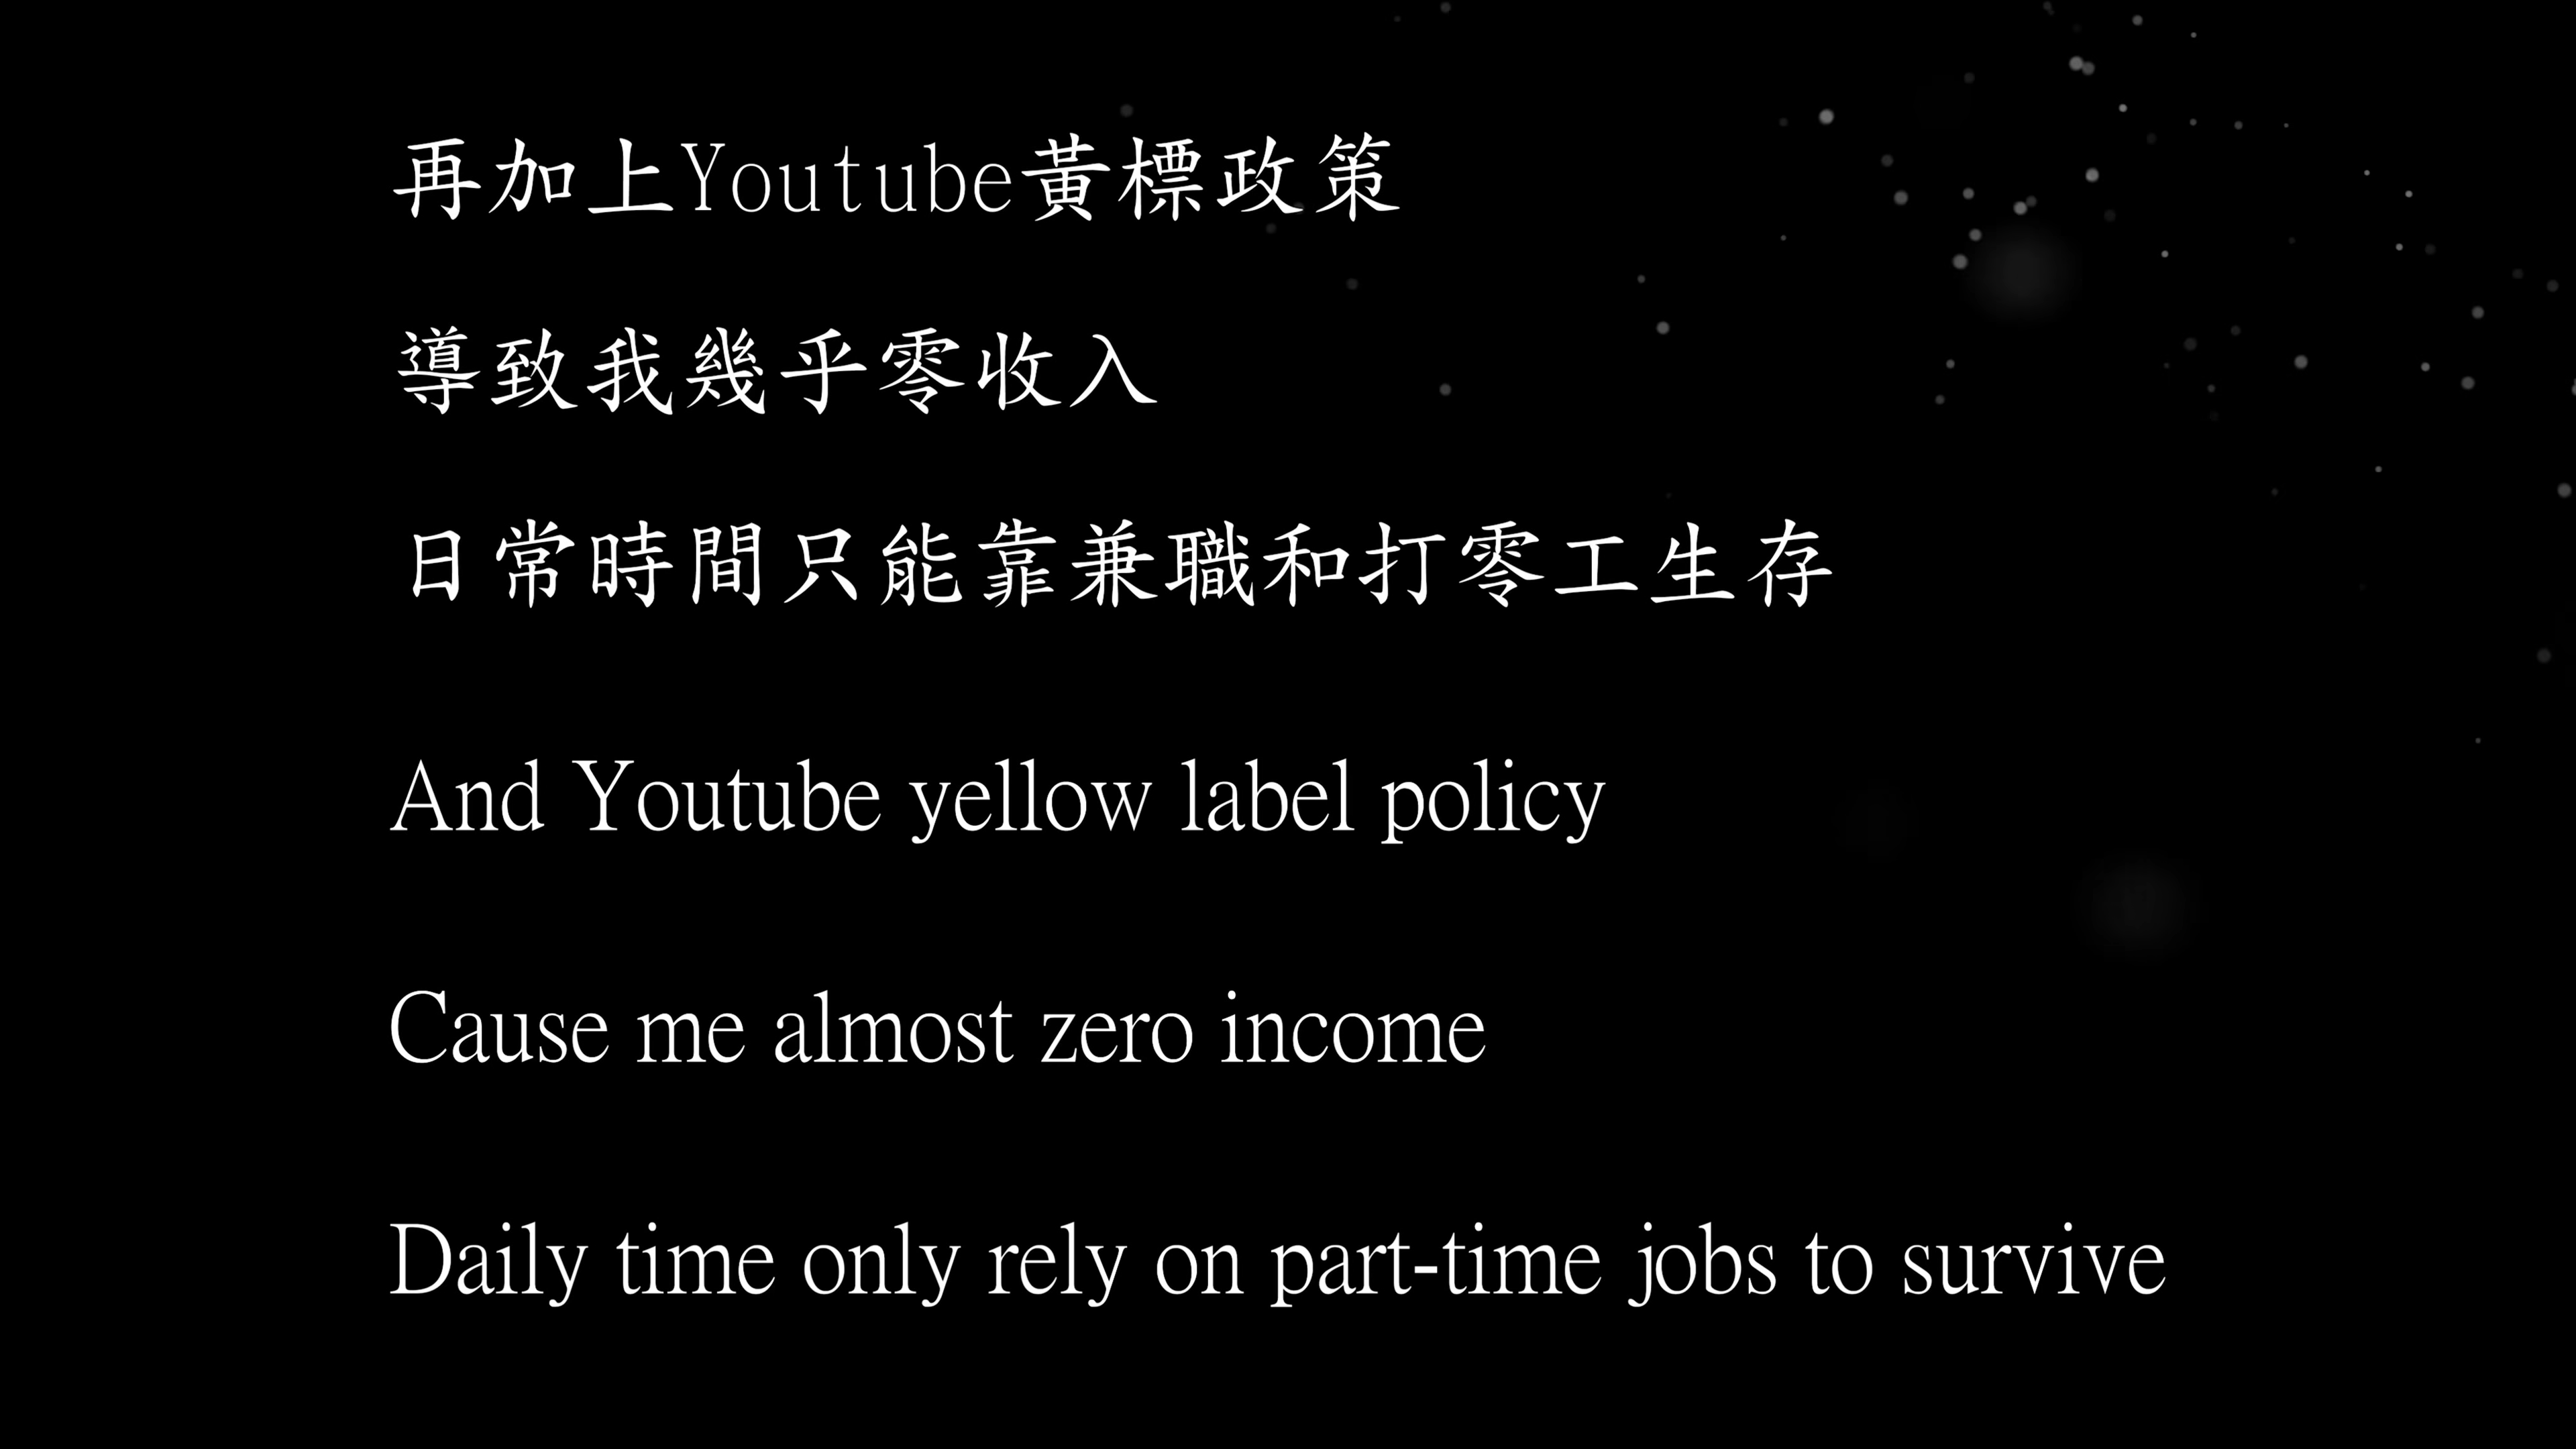 再加上Youtube黃標政策
導致我幾乎零收入
日常時間只能靠兼職和打零工生存
And Youtube yellow label policy
Cause me almost zero income
Daily time only rely on part-time jobs to survive